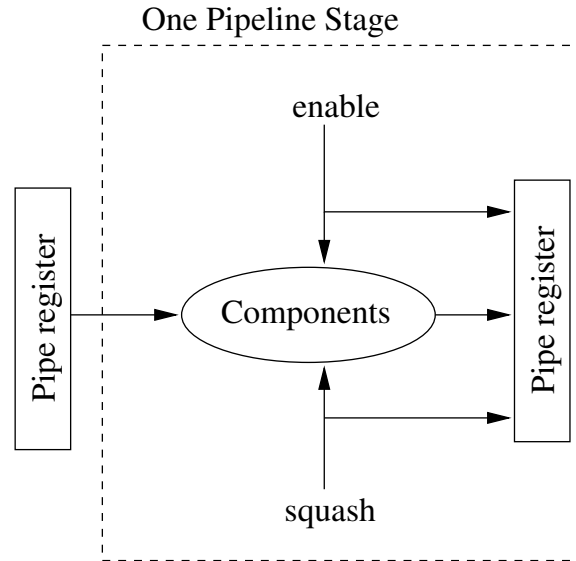 One Pipeline Stage
enable
Pipe register
Components
Pipe register
squash